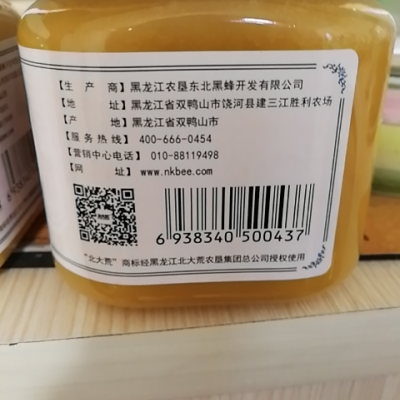 【生产商】黑龙江农垦东北黑蜂开发有限公司
【地址】黑龙江省双鸭山市饶河县建三江胜利农场
【产地】黑龙江省双鸭山市
【服务热线】400-666-0454
【营销中心电话】010-88119498
【网址】www.nkbee.com
6 938340 500437
"北大荒"商标经黑龙江北大荒农垦集团总公司授权使用